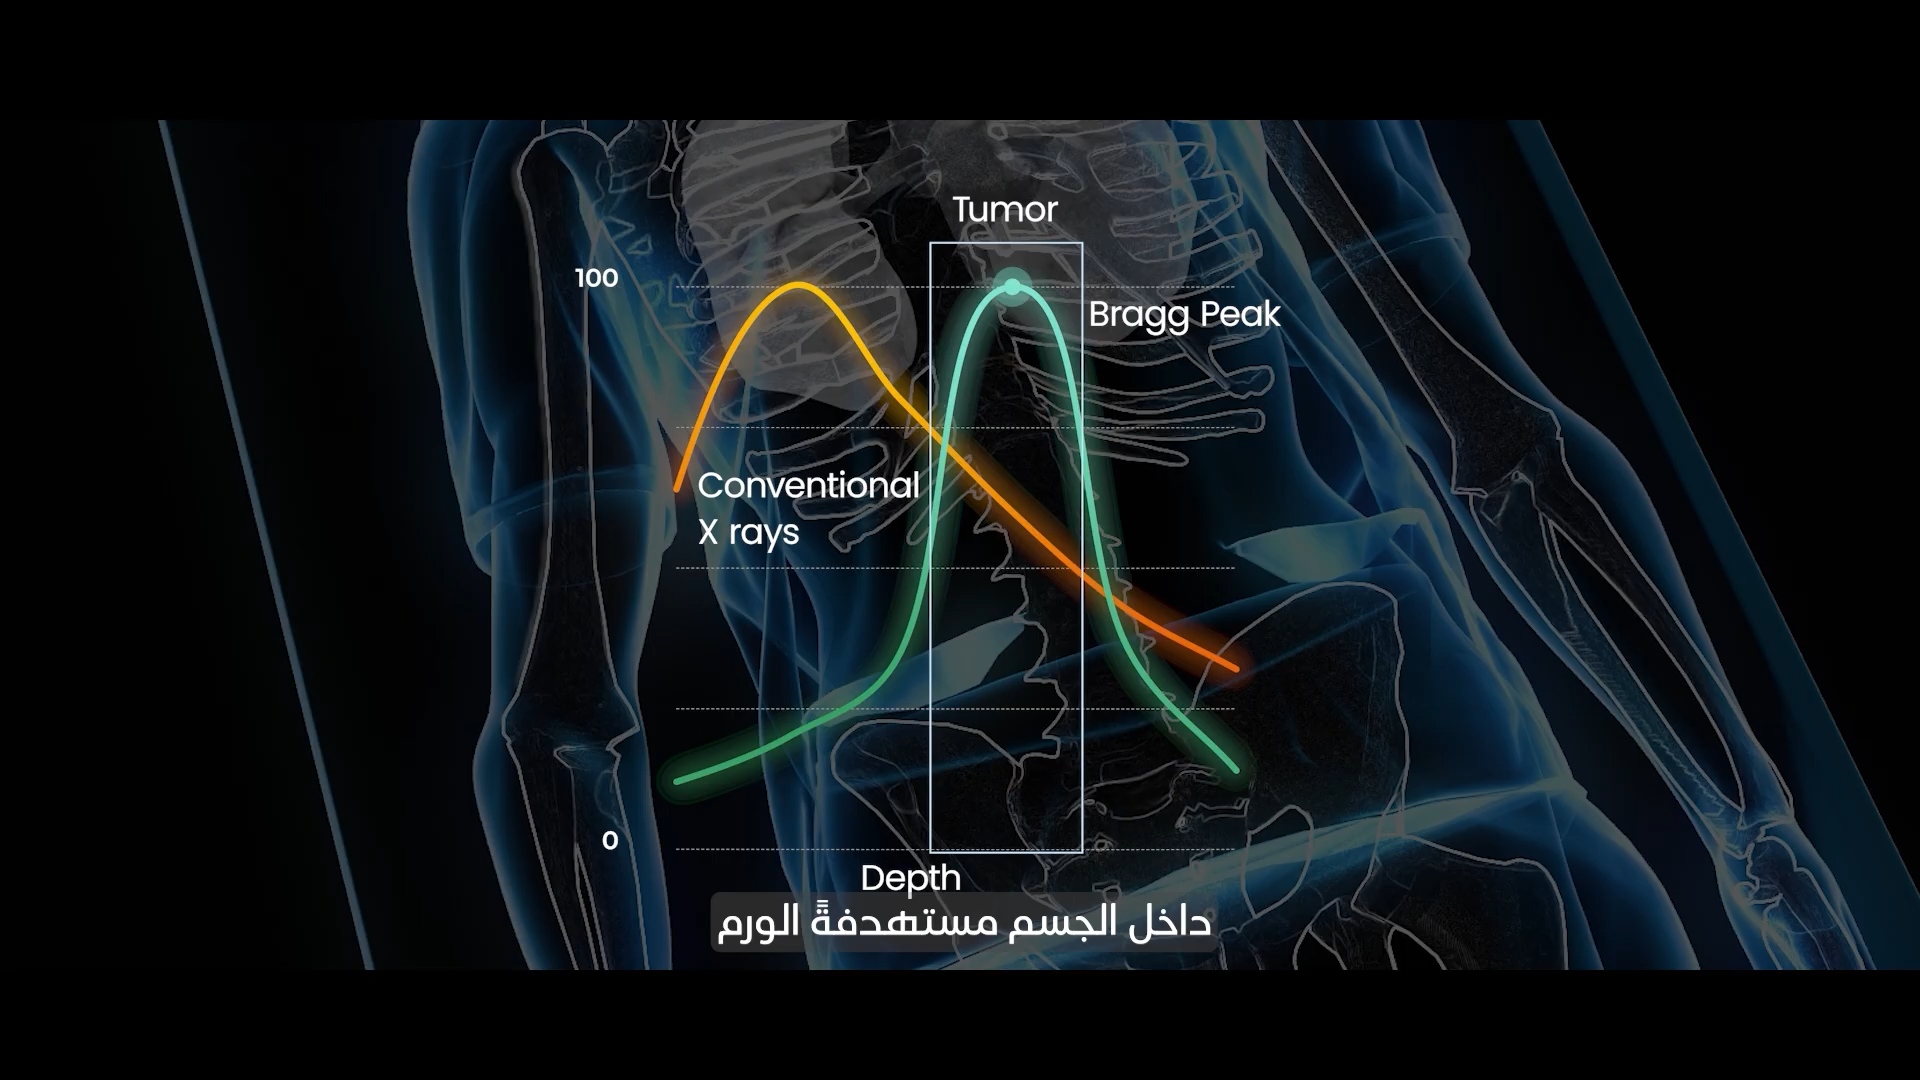 Tumor
100
Bragg Peak
Conventional
X rays
0
Depth
داخل الجسم مستهدفةً الورم